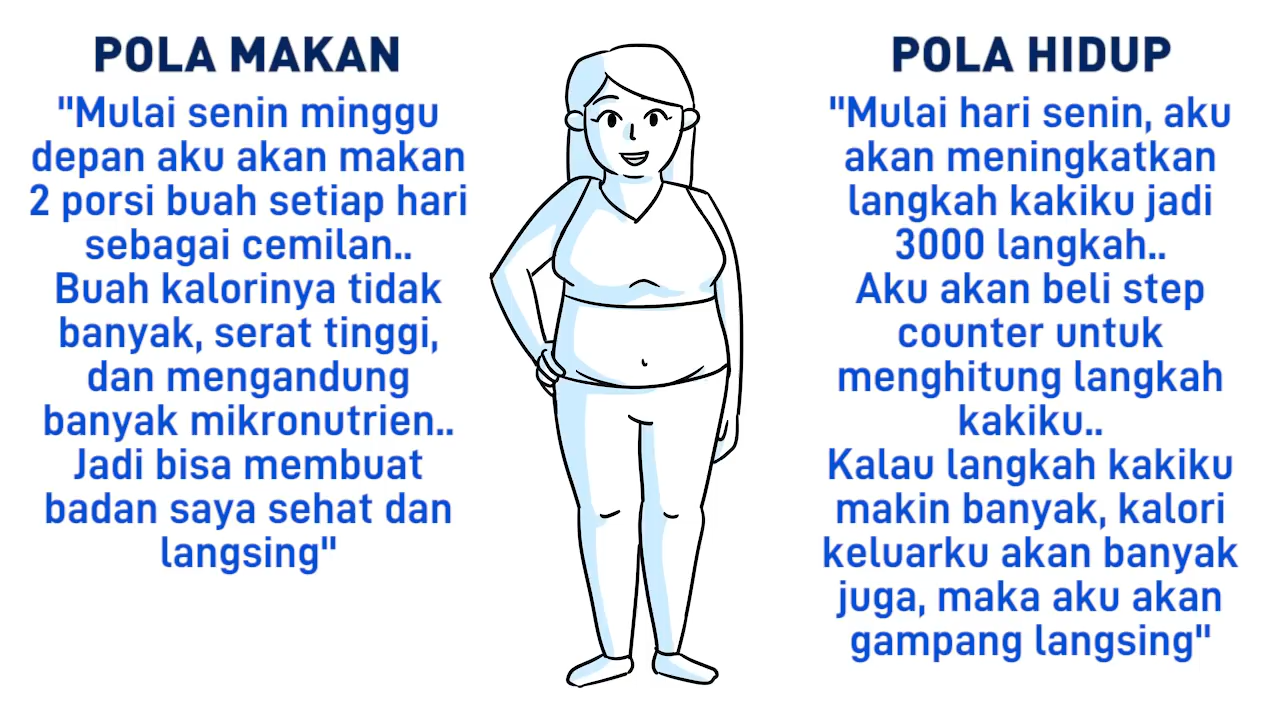 POLA MAKAN
"Mulai senin minggu
depan aku akan makan
2 porsi buah setiap hari
sebagai cemilan..
Buah kalorinya tidak
banyak, serat tinggi,
dan mengandung
banyak mikronutrien..
Jadi bisa membuat
badan saya sehat dan
langsing"
POLA HIDUP
"Mulai hari senin, aku
akan meningkatkan
langkah kakiku jadi
3000 langkah..
Aku akan beli step
counter untuk
menghitung langkah
kakiku..
Kalau langkah kakiku
makin banyak, kalori
keluarku akan banyak
juga, maka aku akan
gampang langsing"